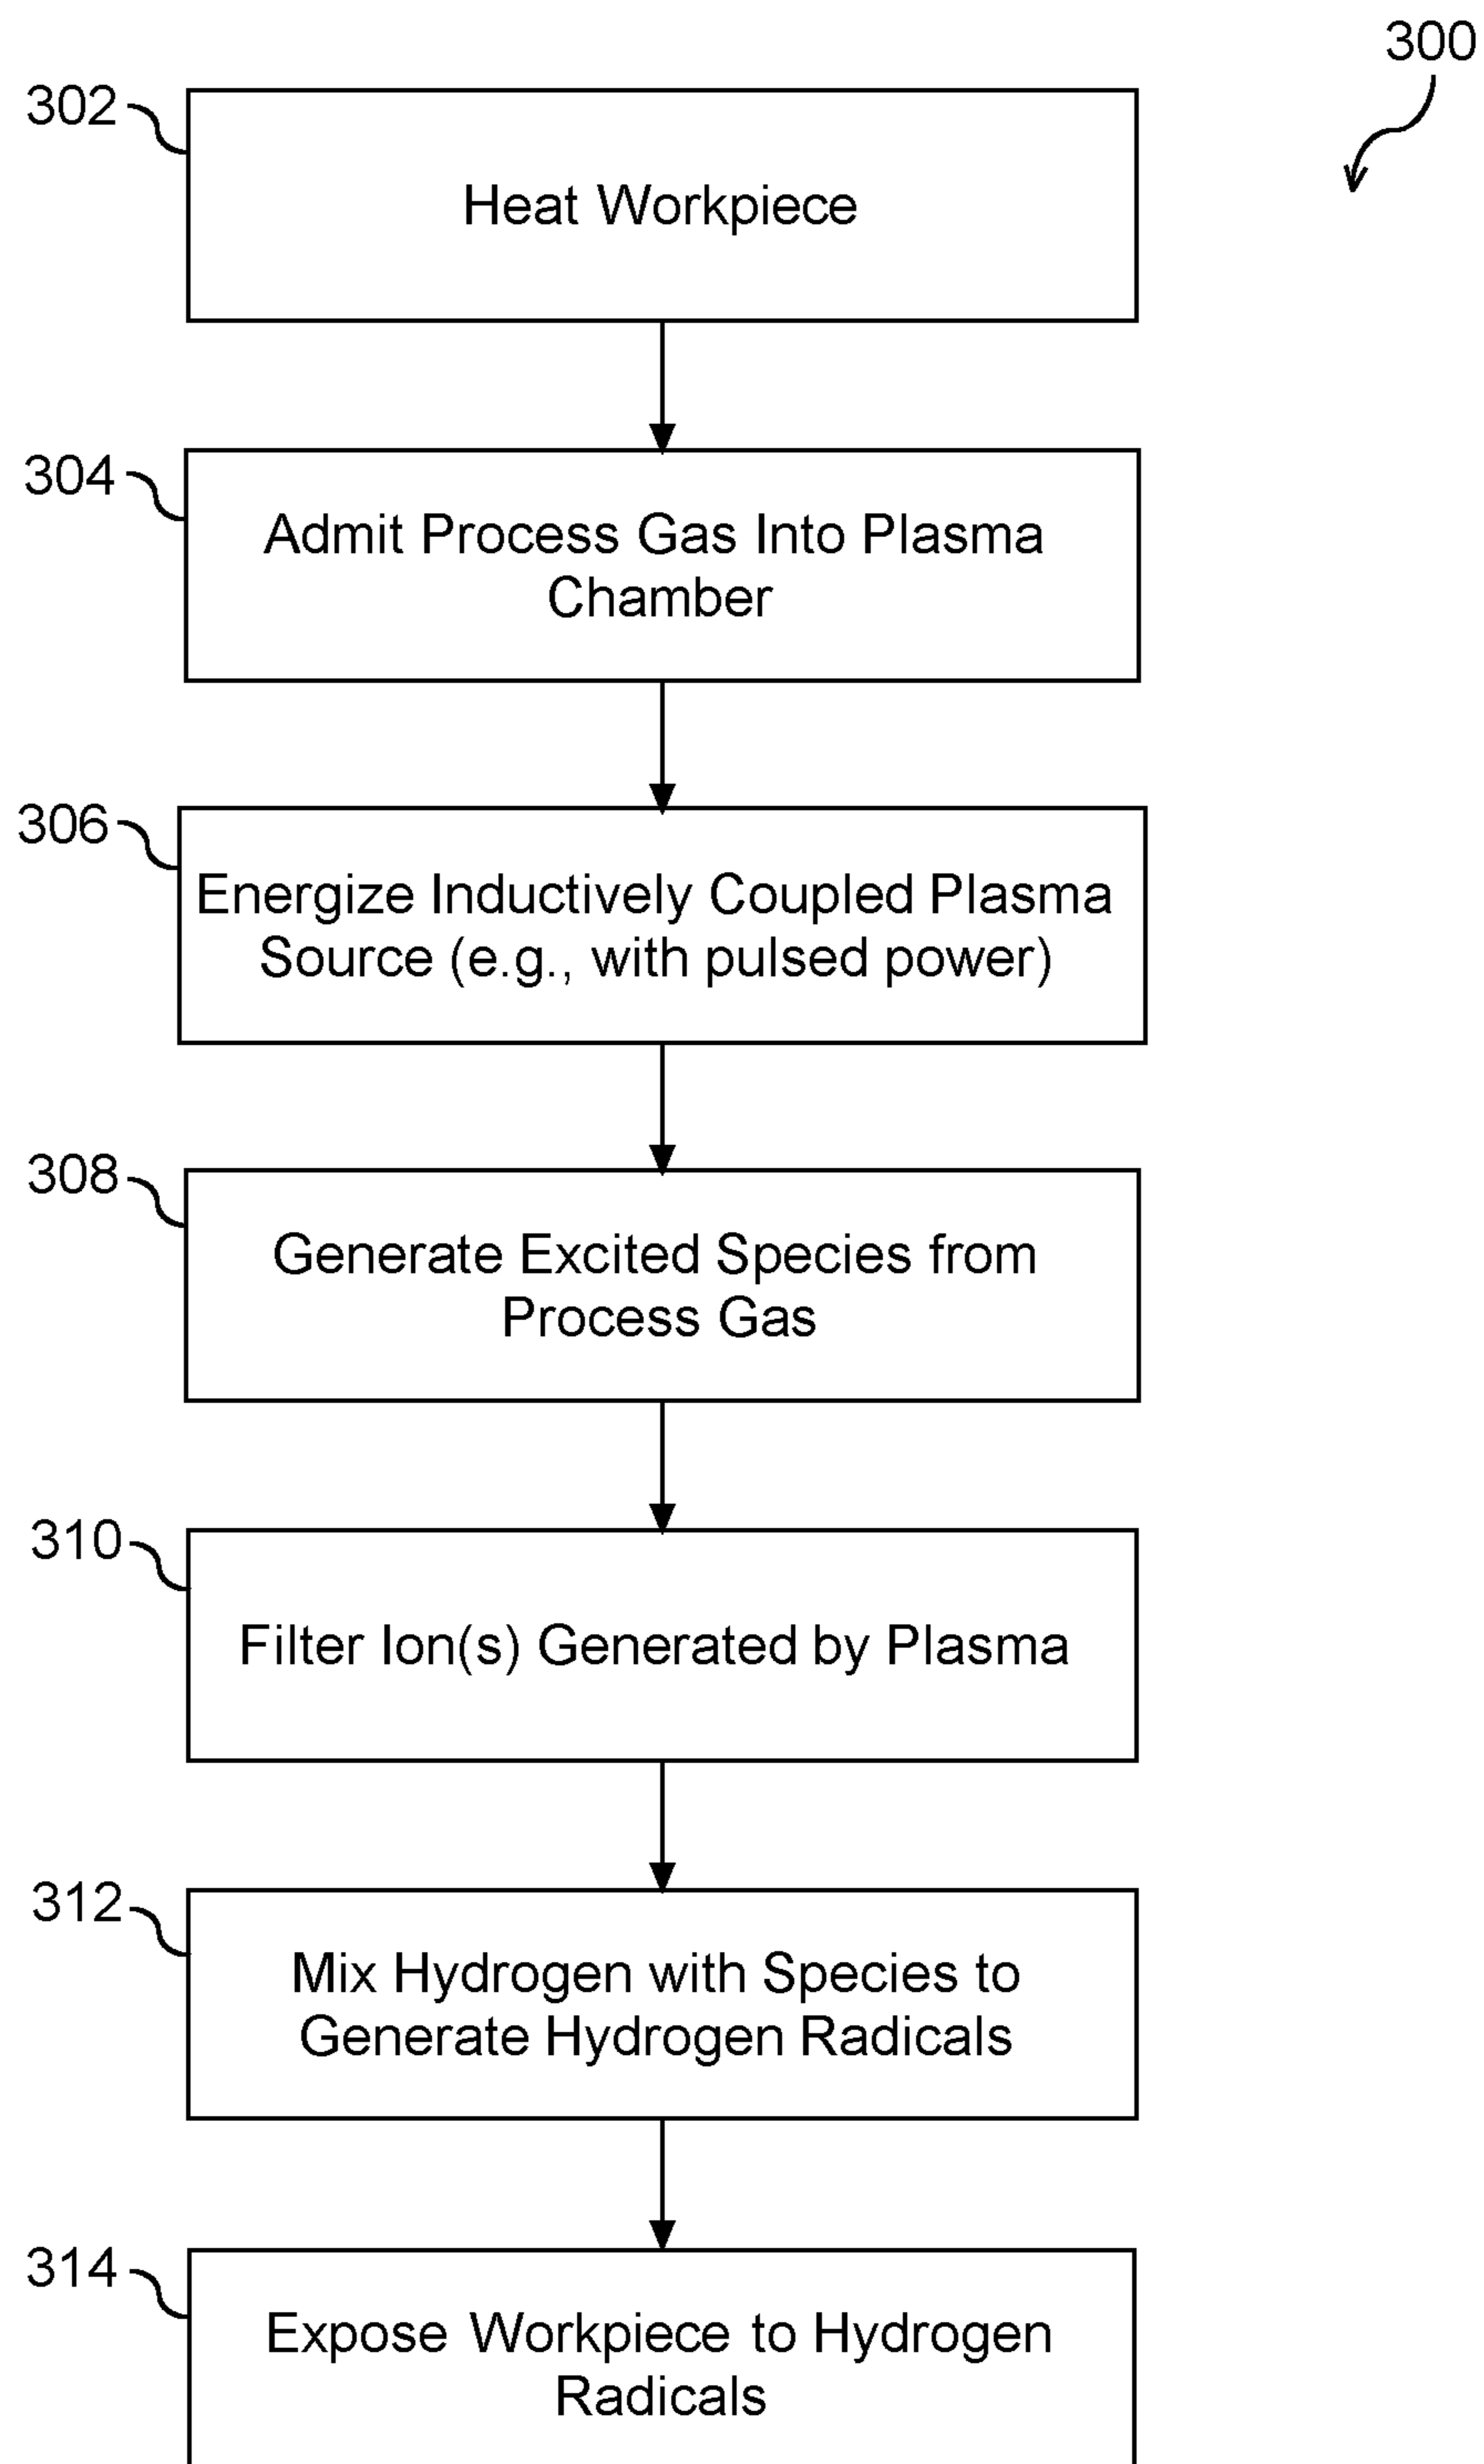 300
302
Heat Workpiece
304
Admit Process Gas Into Plasma
Chamber
306
Energize Inductively Coupled Plasma
Source (e.g., with pulsed power)
308
Generate Excited Species from
Process Gas
310
Filter Ion(s) Generated by Plasma
312
Mix Hydrogen with Species to
Generate Hydrogen Radicals
314
Expose Workpiece to Hydrogen
Radicals